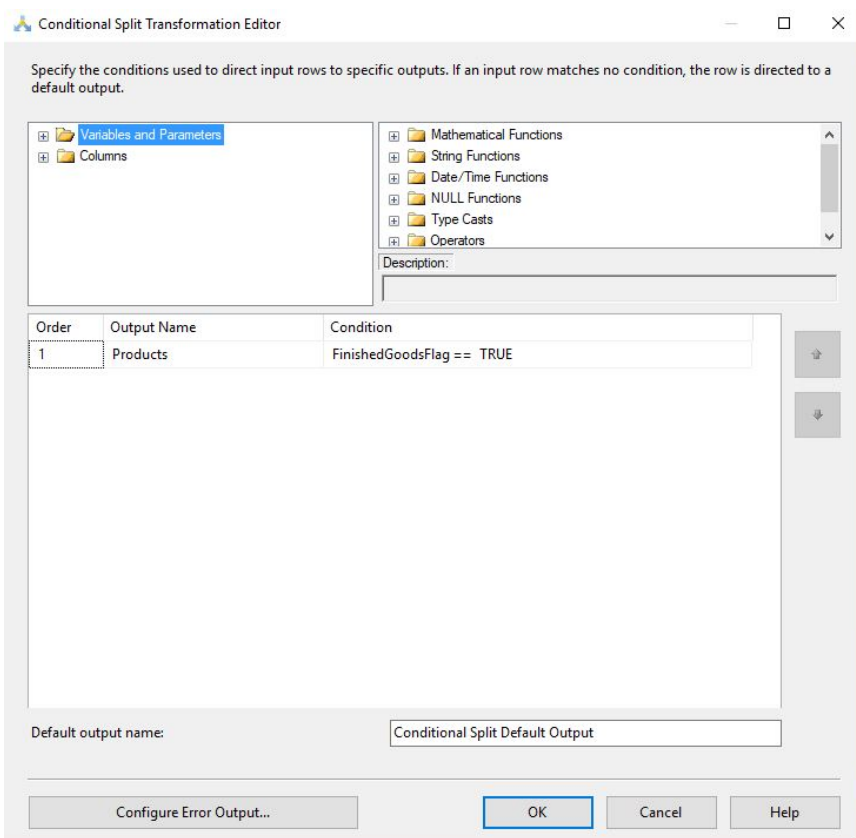 Conditional Split Transformation Editor
Specify the conditions used to direct input rows to specific outputs. If an input row matches no condition, the row is directed to a
default output.
Variables and Parameters
Columns
Mathematical Functions
String Functions
Date/Time Functions
NULL Functions
Type Casts
Operators
Description:
Order Output Name Condition
1 Products FinishedGoodsFlag == TRUE
Default output name: Conditional Split Default Output
Configure Error Output... OK Cancel Help